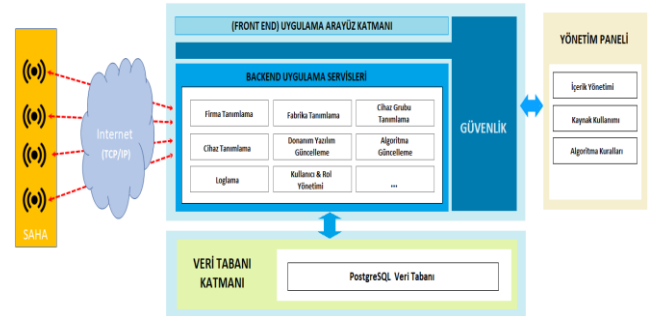 (FRONT END) UYGULAMA ARAYÜZ KATMANI
BACKEND UYGULAMA SERVİSLERİ
Firma Tanımlama
Fabrika Tanımlama
Cihaz Grubu
Tanımlama
Cihaz Tanımlama
Donanım Yazılım
Güncelleme
Algoritma
Güncelleme
Loglama
Kullanıcı & Rol
Yönetimi
...
GÜVENLİK
YÖNETİM PANELİ
İçerik Yönetimi
Kaynak Kullanımı
Algoritma Kuralları
Internet
(TCP/IP)
SAHA
VERİ TABANI
KATMANI
PostgreSQL Veri Tabanı